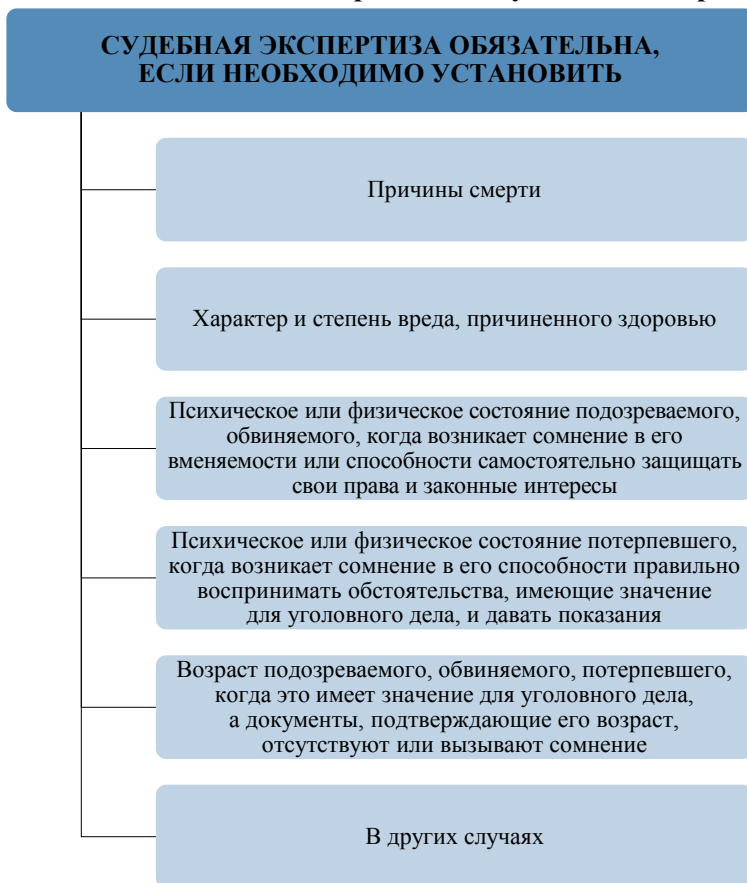 СУДЕБНАЯ ЭКСПЕРТИЗА ОБЯЗАТЕЛЬНА,
ЕСЛИ НЕОБХОДИМО УСТАНОВИТЬ
Причины смерти
Характер и степень вреда, причиненного здоровью
Психическое или физическое состояние подозреваемого,
обвиняемого, когда возникает сомнение в его
вменяемости или способности самостоятельно защищать
свои права и законные интересы
Психическое или физическое состояние потерпевшего,
когда возникает сомнение в его способности правильно
воспринимать обстоятельства, имеющие значение
для уголовного дела, и давать показания
Возраст подозреваемого, обвиняемого, потерпевшего,
когда это имеет значение для уголовного дела,
а документы, подтверждающие его возраст,
отсутствуют или вызывают сомнение
В других случаях